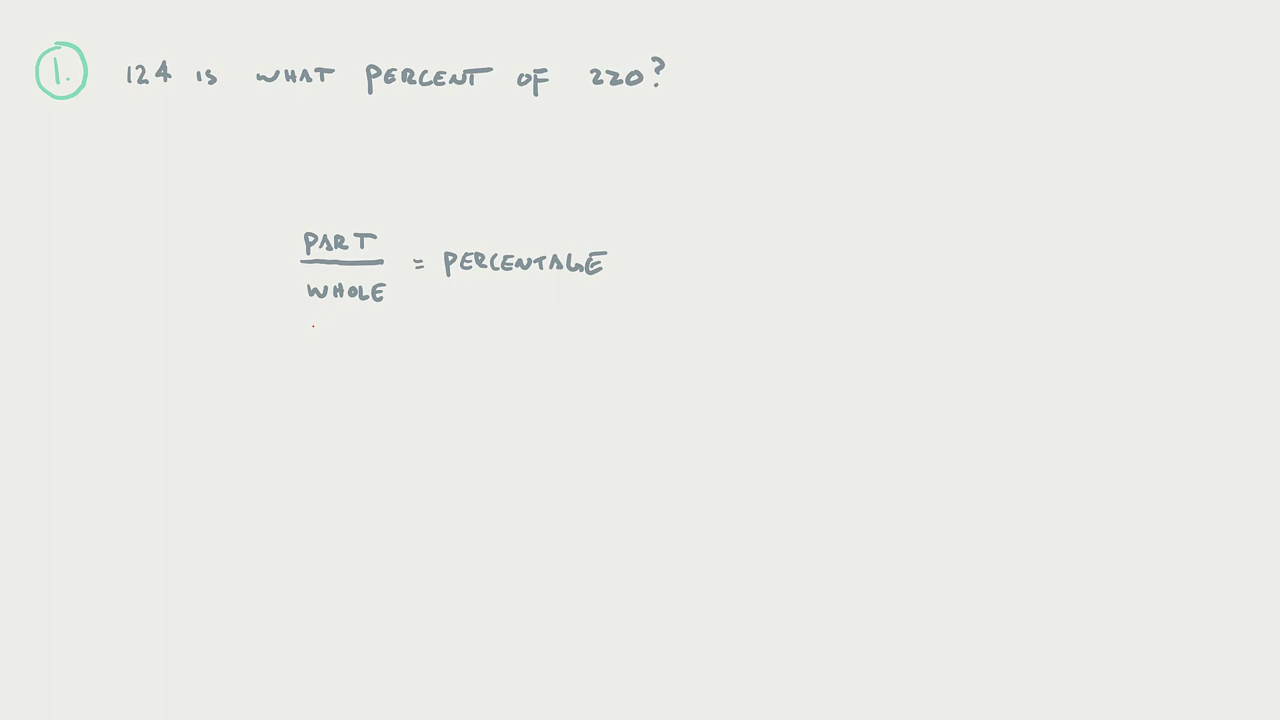 1. 124 IS WHAT PERCENT OF 220?
PART
= PERCENTAGE
WHOLE